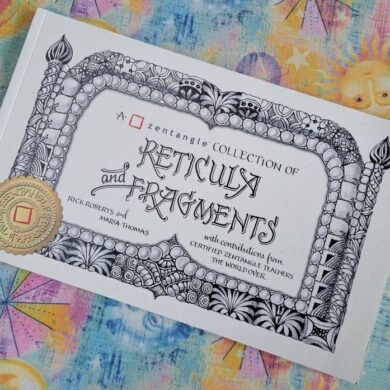 A zentangle COLLECTION OF
RETICULA
and FRAGMENTS
RICK ROBERTS and
MARIA THOMAS
with contributions from
CERTIFIED ZENTANGLE TEACHERS
THE WORLD OVER